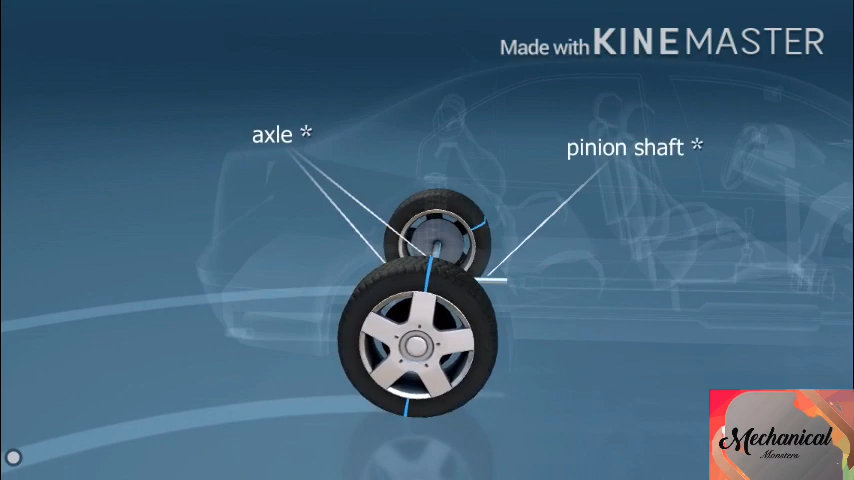 Made with KINEMASTER
axle *
pinion shaft *
Mechanical
Monsters